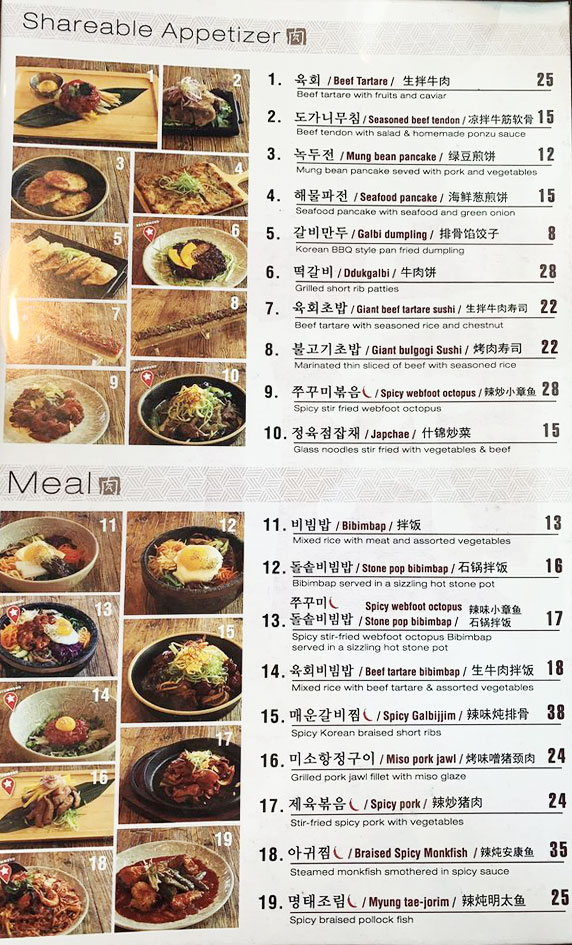 Shareable Appetizer 肉
1. 육회 / Beef Tartare / 生拌牛肉 25
Beef tartare with fruits and caviar
2. 도가니무침 / Seasoned beef tendon / 凉拌牛筋软骨 15
Beef tendon with salad & homemade ponzu sauce
3. 녹두전 / Mung bean pancake / 绿豆煎饼 12
Mung bean pancake seved with pork and vegetables
4. 해물파전 / Seafood pancake / 海鲜葱煎饼 15
Seafood pancake with seafood and green onion
5. 갈비만두 / Galbi dumpling / 排骨馅饺子 8
Korean BBQ style pan fried dumpling
6. 떡갈비 / Ddukgalbi / 牛肉饼 28
Grilled short rib patties
7. 육회초밥 / Giant beef tartare sushi / 生拌牛肉寿司 22
Beef tartare with seasoned rice and chestnut
8. 불고기초밥 / Giant bulgogi Sushi / 烤肉寿司 22
Marinated thin sliced of beef with seasoned rice
9. 쭈꾸미볶음 / Spicy webfoot octopus / 辣炒小章鱼 28
Spicy stir fried webfoot octopus
10. 정육점잡채 / Japchae / 什锦炒菜 15
Glass noodles stir fried with vegetables & beef
1
2
3
4
5
6
7
8
9
10
Meal 肉
11. 비빔밥 / Bibimbap / 拌饭 13
Mixed rice with meat and assorted vegetables
12. 돌솥비빔밥 / Stone pop bibimbap / 石锅拌饭 16
Bibimbap served in a sizzling hot stone pot
쭈꾸미 Spicy webfoot octopus 辣味小章鱼
13. 돌솥비빔밥 / Stone pop bibimbap / 石锅拌饭 17
Spicy stir-fried webfoot octopus Bibimbap
served in a sizzling hot stone pot
14. 육회비빔밥 / Beef tartare bibimbap / 生牛肉拌饭 18
Mixed rice with beef tartare & assorted vegetables
15. 매운갈비찜 / Spicy Galbijjim / 辣味炖排骨 38
Spicy Korean braised short ribs
16. 미소항정구이 / Miso pork jawl / 烤味噌猪颈肉 24
Grilled pork jawl fillet with miso glaze
17. 제육볶음 / Spicy pork / 辣炒猪肉 24
Stir-fried spicy pork with vegetables
18. 아귀찜 / Braised Spicy Monkfish / 辣炖安康鱼 35
Steamed monkfish smothered in spicy sauce
19. 명태조림 / Myung tae-jorim / 辣炖明太鱼 25
Spicy braised pollock fish
11
12
13
15
14
17
16
19
18